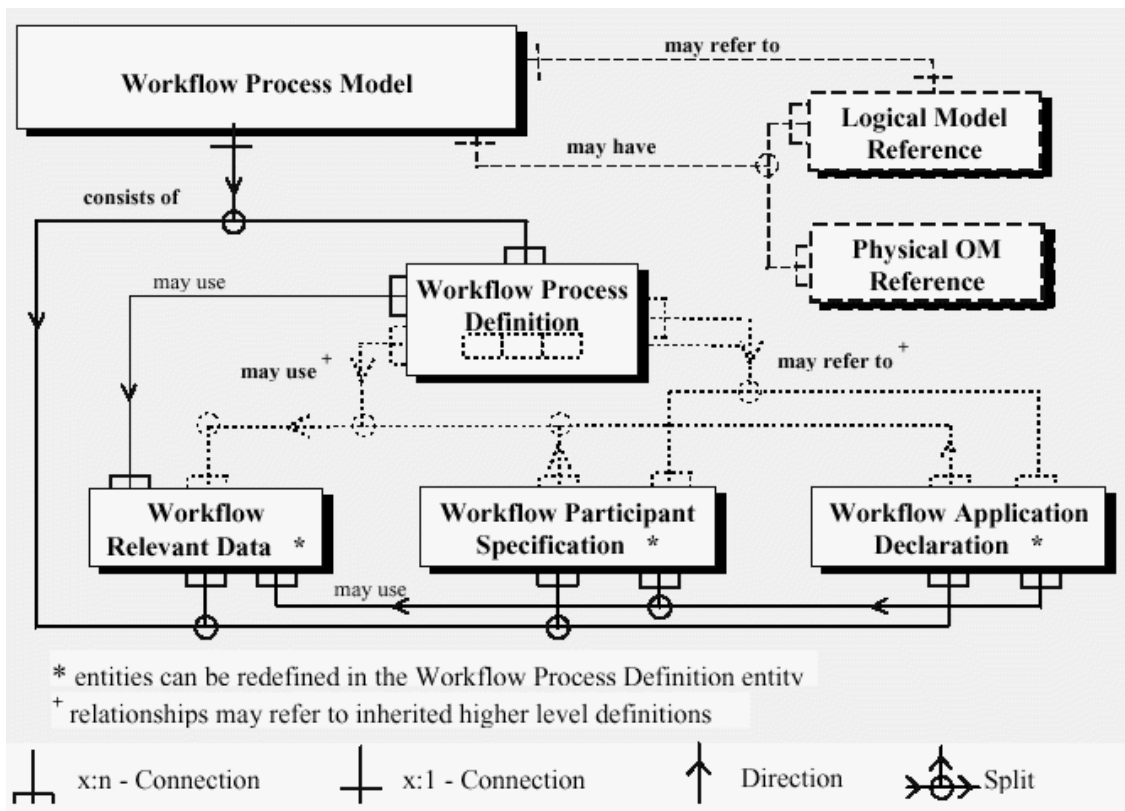 Workflow Process Model
may refer to
Logical Model
Reference
may have
consists of
Physical OM
Reference
Workflow Process
Definition
may use
may use +
may refer to +
Workflow
Relevant Data *
Workflow Participant
Specification *
Workflow Application
Declaration *
may use
* entities can be redefined in the Workflow Process Definition entity
+ relationships may refer to inherited higher level definitions
x:n - Connection
x:1 - Connection
Direction
Split